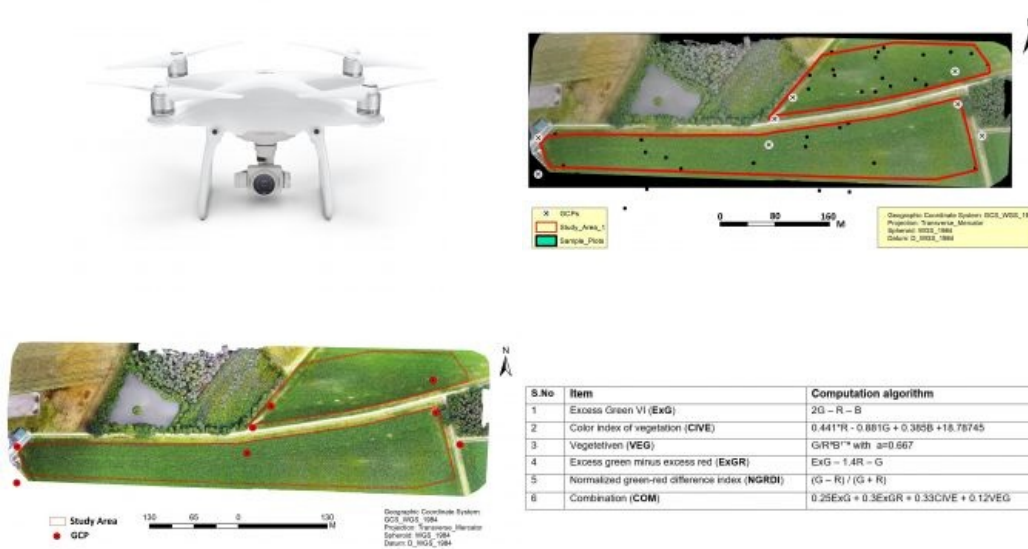 N
GCPs
Study_Area_1
Sample_Plots
0 80 160
M
Geographic Coordinate System: GCS_WGS_19
Projection: Transverse_Mercator
Spheroid: WGS_1984
Datum: D_WGS_1984
N
Study Area
GCP
130 65 0 130
M
Geographic Coordinate System:
GCS_WGS_1984
Projection: Transverse_Mercator
Spheroid: WGS_1984
Datum: D_WGS_1984
S.No Item Computation algorithm
1 Excess Green VI (ExG) 2G – R – B
2 Color index of vegetation (CIVE) 0.441*R - 0.881G + 0.385B +18.78745
3 Vegetetiven (VEG) with a=0.667
4 Excess green minus excess red (ExGR) ExG – 1.4R – G
5 Normalized green-red difference index (NGRDI) (G – R) / (G + R)
6 Combination (COM) 0.25ExG + 0.3ExGR + 0.33CIVE + 0.12VEG